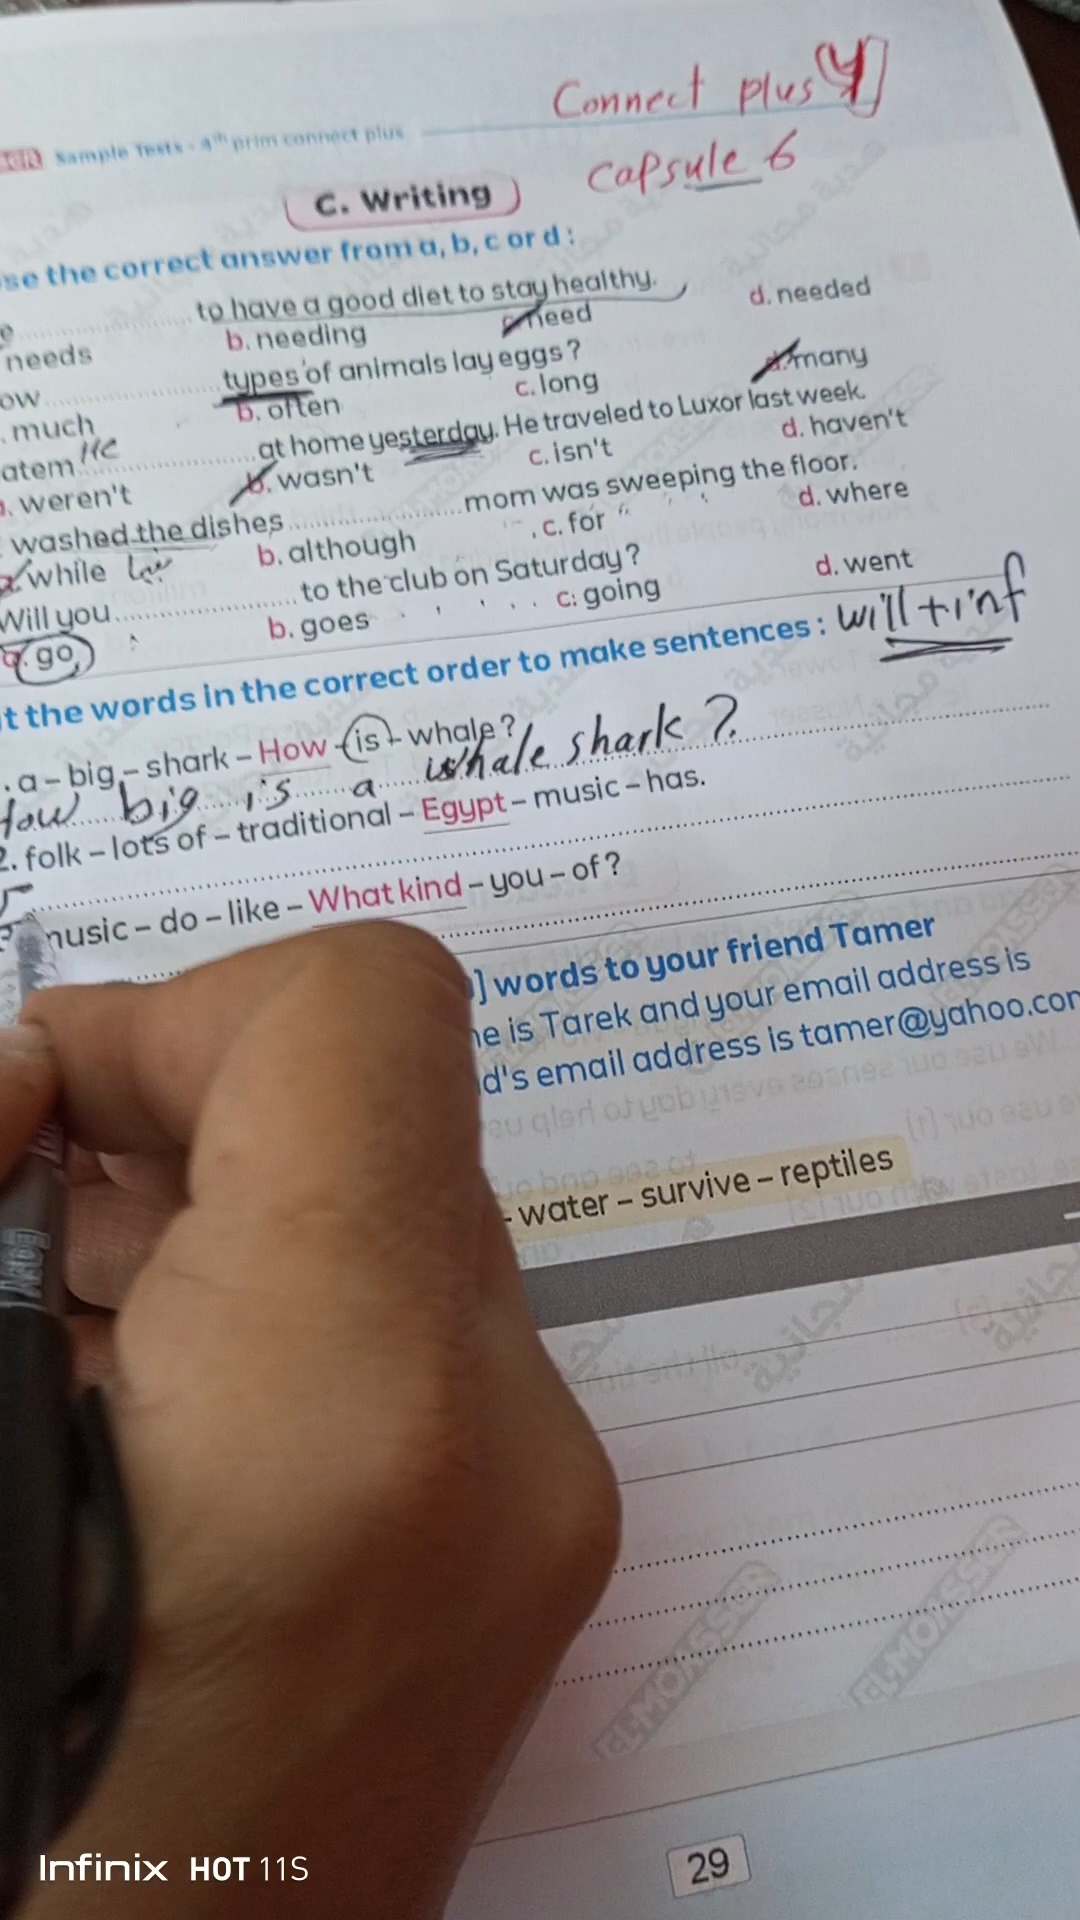 Connect plus 4
Sample Tests - 4th prim connect plus
capsule 6
C. Writing
se the correct answer from a, b, c or d :
e .................... to have a good diet to stay healthy.
needs b. needing c. need d. needed
ow .................... types of animals lay eggs ?
. much b. often c. long d. many
atem He .................... at home yesterday. He traveled to Luxor last week.
. weren't b. wasn't c. isn't d. haven't
washed the dishes .................... mom was sweeping the floor.
a. while b. although c. for d. where
Will you .................... to the club on Saturday ?
a. go b. goes c. going d. went
t the words in the correct order to make sentences : will + inf
. a – big – shark – How – is – whale ?
How big is a whale shark ?
2. folk – lots of – traditional – Egypt – music – has.
music – do – like – What kind – you – of ?
] words to your friend Tamer
e is Tarek and your email address is
d's email address is tamer@yahoo.com
- water – survive – reptiles
ELMOASSER
ELMOASSER
29
Infinix HOT 11S